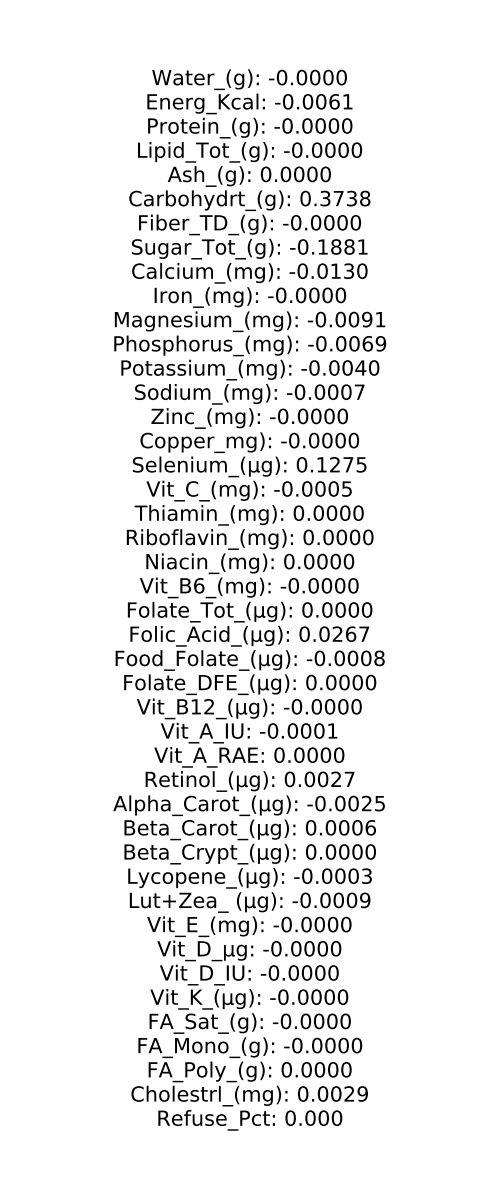 Water_(g): -0.0000
Energ_Kcal: -0.0061
Protein_(g): -0.0000
Lipid_Tot_(g): -0.0000
Ash_(g): 0.0000
Carbohydrt_(g): 0.3738
Fiber_TD_(g): -0.0000
Sugar_Tot_(g): -0.1881
Calcium_(mg): -0.0130
Iron_(mg): -0.0000
Magnesium_(mg): -0.0091
Phosphorus_(mg): -0.0069
Potassium_(mg): -0.0040
Sodium_(mg): -0.0007
Zinc_(mg): -0.0000
Copper_mg): -0.0000
Selenium_(µg): 0.1275
Vit_C_(mg): -0.0005
Thiamin_(mg): 0.0000
Riboflavin_(mg): 0.0000
Niacin_(mg): 0.0000
Vit_B6_(mg): -0.0000
Folate_Tot_(µg): 0.0000
Folic_Acid_(µg): 0.0267
Food_Folate_(µg): -0.0008
Folate_DFE_(µg): 0.0000
Vit_B12_(µg): -0.0000
Vit_A_IU: -0.0001
Vit_A_RAE: 0.0000
Retinol_(µg): 0.0027
Alpha_Carot_(µg): -0.0025
Beta_Carot_(µg): 0.0006
Beta_Crypt_(µg): 0.0000
Lycopene_(µg): -0.0003
Lut+Zea_ (µg): -0.0009
Vit_E_(mg): -0.0000
Vit_D_µg: -0.0000
Vit_D_IU: -0.0000
Vit_K_(µg): -0.0000
FA_Sat_(g): -0.0000
FA_Mono_(g): -0.0000
FA_Poly_(g): 0.0000
Cholestrl_(mg): 0.0029
Refuse_Pct: 0.000